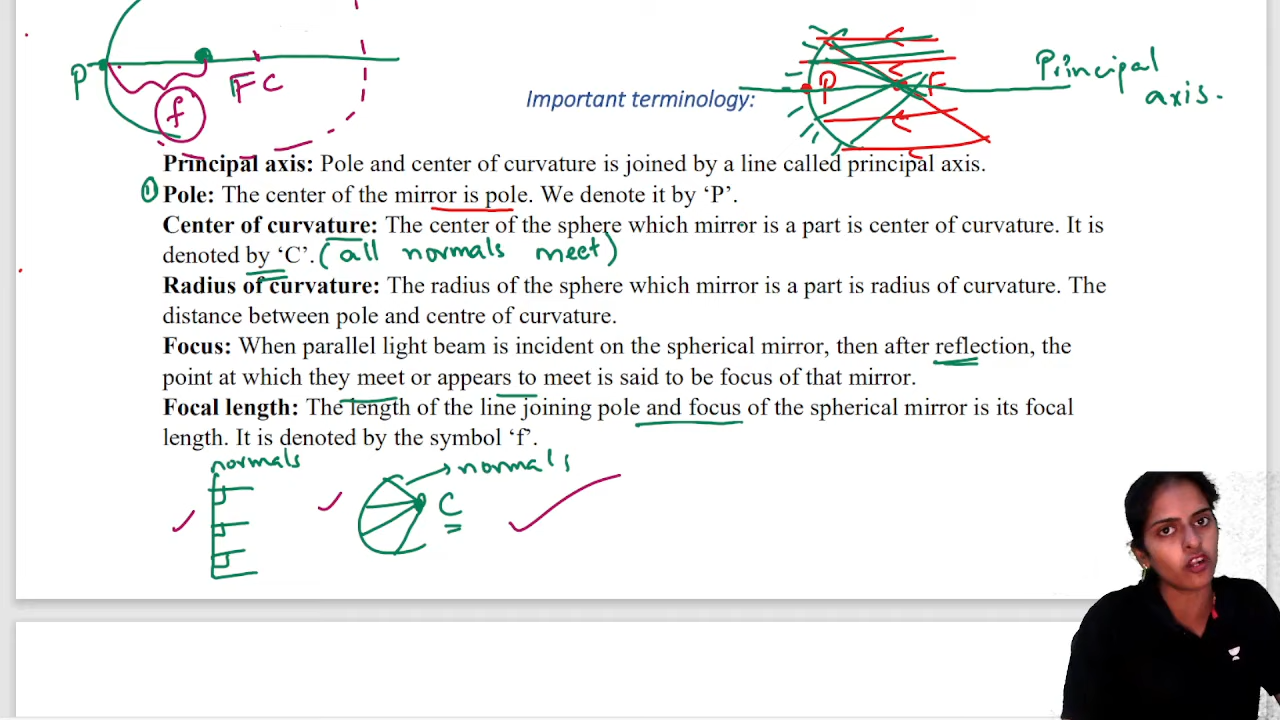 P
F C
f
P
F
Principal
axis.
Important terminology:
Principal axis: Pole and center of curvature is joined by a line called principal axis.
① Pole: The center of the mirror is pole. We denote it by ‘P’.
Center of curvature: The center of the sphere which mirror is a part is center of curvature. It is
denoted by ‘C’. (all normals meet)
Radius of curvature: The radius of the sphere which mirror is a part is radius of curvature. The
distance between pole and centre of curvature.
Focus: When parallel light beam is incident on the spherical mirror, then after reflection, the
point at which they meet or appears to meet is said to be focus of that mirror.
Focal length: The length of the line joining pole and focus of the spherical mirror is its focal
length. It is denoted by the symbol ‘f’.
normals
normals
C